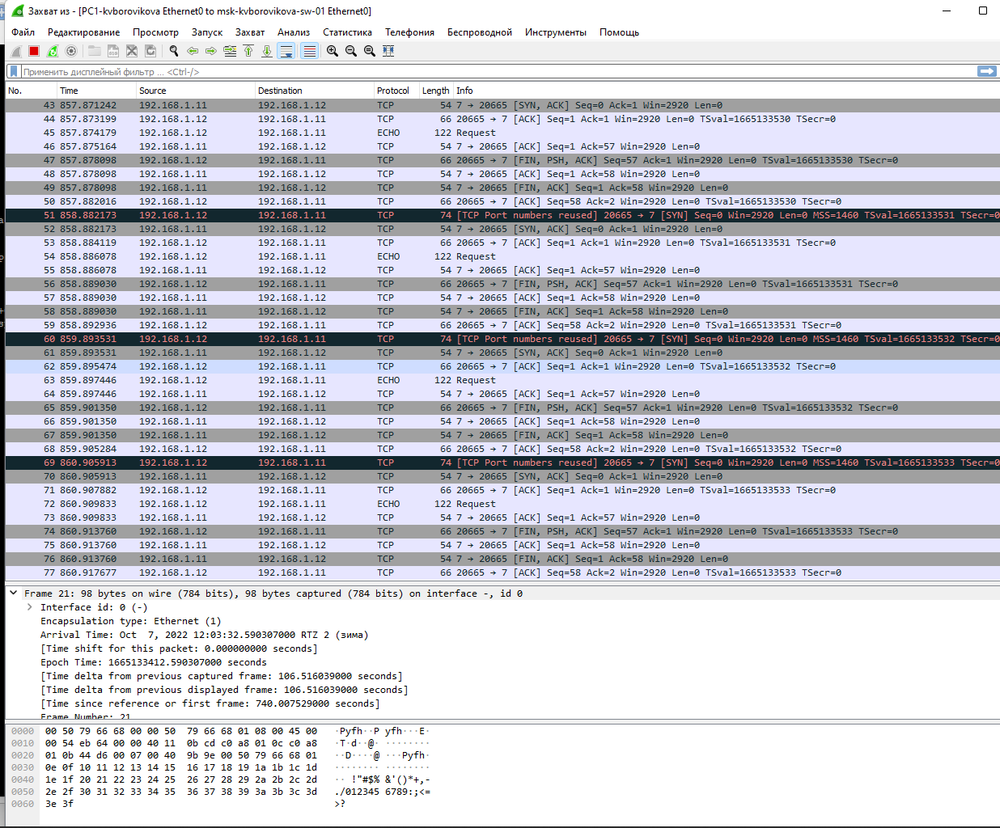 Захват из - [PC1-kvborovikova Ethernet0 to msk-kvborovikova-sw-01 Ethernet0]
Файл Редактирование Просмотр Запуск Захват Анализ Статистика Телефония Беспроводной Инструменты Помощь
Применить дисплейный фильтр ... <Ctrl-/>
No. Time Source Destination Protocol Length Info
43 857.871242 192.168.1.11 192.168.1.12 TCP 54 7 → 20665 [SYN, ACK] Seq=0 Ack=1 Win=2920 Len=0
44 857.873199 192.168.1.12 192.168.1.11 TCP 66 20665 → 7 [ACK] Seq=1 Ack=1 Win=2920 Len=0 TSval=1665133530 TSecr=0
45 857.874179 192.168.1.12 192.168.1.11 ECHO 122 Request
46 857.875164 192.168.1.11 192.168.1.12 TCP 54 7 → 20665 [ACK] Seq=1 Ack=57 Win=2920 Len=0
47 857.878098 192.168.1.12 192.168.1.11 TCP 66 20665 → 7 [FIN, PSH, ACK] Seq=57 Ack=1 Win=2920 Len=0 TSval=1665133530 TSecr=0
48 857.878098 192.168.1.11 192.168.1.12 TCP 54 7 → 20665 [ACK] Seq=1 Ack=58 Win=2920 Len=0
49 857.878098 192.168.1.11 192.168.1.12 TCP 54 7 → 20665 [FIN, ACK] Seq=1 Ack=58 Win=2920 Len=0
50 857.882016 192.168.1.12 192.168.1.11 TCP 66 20665 → 7 [ACK] Seq=58 Ack=2 Win=2920 Len=0 TSval=1665133530 TSecr=0
51 858.882173 192.168.1.12 192.168.1.11 TCP 74 [TCP Port numbers reused] 20665 → 7 [SYN] Seq=0 Win=2920 Len=0 MSS=1460 TSval=1665133531 TSecr=0
52 858.882173 192.168.1.11 192.168.1.12 TCP 54 7 → 20665 [SYN, ACK] Seq=0 Ack=1 Win=2920 Len=0
53 858.884119 192.168.1.12 192.168.1.11 TCP 66 20665 → 7 [ACK] Seq=1 Ack=1 Win=2920 Len=0 TSval=1665133531 TSecr=0
54 858.886078 192.168.1.12 192.168.1.11 ECHO 122 Request
55 858.886078 192.168.1.11 192.168.1.12 TCP 54 7 → 20665 [ACK] Seq=1 Ack=57 Win=2920 Len=0
56 858.889030 192.168.1.12 192.168.1.11 TCP 66 20665 → 7 [FIN, PSH, ACK] Seq=57 Ack=1 Win=2920 Len=0 TSval=1665133531 TSecr=0
57 858.889030 192.168.1.11 192.168.1.12 TCP 54 7 → 20665 [ACK] Seq=1 Ack=58 Win=2920 Len=0
58 858.889030 192.168.1.11 192.168.1.12 TCP 54 7 → 20665 [FIN, ACK] Seq=1 Ack=58 Win=2920 Len=0
59 858.892936 192.168.1.12 192.168.1.11 TCP 66 20665 → 7 [ACK] Seq=58 Ack=2 Win=2920 Len=0 TSval=1665133531 TSecr=0
60 859.893531 192.168.1.12 192.168.1.11 TCP 74 [TCP Port numbers reused] 20665 → 7 [SYN] Seq=0 Win=2920 Len=0 MSS=1460 TSval=1665133532 TSecr=0
61 859.893531 192.168.1.11 192.168.1.12 TCP 54 7 → 20665 [SYN, ACK] Seq=0 Ack=1 Win=2920 Len=0
62 859.895474 192.168.1.12 192.168.1.11 TCP 66 20665 → 7 [ACK] Seq=1 Ack=1 Win=2920 Len=0 TSval=1665133532 TSecr=0
63 859.897446 192.168.1.12 192.168.1.11 ECHO 122 Request
64 859.897446 192.168.1.11 192.168.1.12 TCP 54 7 → 20665 [ACK] Seq=1 Ack=57 Win=2920 Len=0
65 859.901350 192.168.1.12 192.168.1.11 TCP 66 20665 → 7 [FIN, PSH, ACK] Seq=57 Ack=1 Win=2920 Len=0 TSval=1665133532 TSecr=0
66 859.901350 192.168.1.11 192.168.1.12 TCP 54 7 → 20665 [ACK] Seq=1 Ack=58 Win=2920 Len=0
67 859.901350 192.168.1.11 192.168.1.12 TCP 54 7 → 20665 [FIN, ACK] Seq=1 Ack=58 Win=2920 Len=0
68 859.905284 192.168.1.12 192.168.1.11 TCP 66 20665 → 7 [ACK] Seq=58 Ack=2 Win=2920 Len=0 TSval=1665133532 TSecr=0
69 860.905913 192.168.1.12 192.168.1.11 TCP 74 [TCP Port numbers reused] 20665 → 7 [SYN] Seq=0 Win=2920 Len=0 MSS=1460 TSval=1665133533 TSecr=0
70 860.905913 192.168.1.11 192.168.1.12 TCP 54 7 → 20665 [SYN, ACK] Seq=0 Ack=1 Win=2920 Len=0
71 860.907882 192.168.1.12 192.168.1.11 TCP 66 20665 → 7 [ACK] Seq=1 Ack=1 Win=2920 Len=0 TSval=1665133533 TSecr=0
72 860.909833 192.168.1.12 192.168.1.11 ECHO 122 Request
73 860.909833 192.168.1.11 192.168.1.12 TCP 54 7 → 20665 [ACK] Seq=1 Ack=57 Win=2920 Len=0
74 860.913760 192.168.1.12 192.168.1.11 TCP 66 20665 → 7 [FIN, PSH, ACK] Seq=57 Ack=1 Win=2920 Len=0 TSval=1665133533 TSecr=0
75 860.913760 192.168.1.11 192.168.1.12 TCP 54 7 → 20665 [ACK] Seq=1 Ack=58 Win=2920 Len=0
76 860.913760 192.168.1.11 192.168.1.12 TCP 54 7 → 20665 [FIN, ACK] Seq=1 Ack=58 Win=2920 Len=0
77 860.917677 192.168.1.12 192.168.1.11 TCP 66 20665 → 7 [ACK] Seq=58 Ack=2 Win=2920 Len=0 TSval=1665133533 TSecr=0
Frame 21: 98 bytes on wire (784 bits), 98 bytes captured (784 bits) on interface -, id 0
Interface id: 0 (-)
Encapsulation type: Ethernet (1)
Arrival Time: Oct  7, 2022 12:03:32.590307000 RTZ 2 (зима)
[Time shift for this packet: 0.000000000 seconds]
Epoch Time: 1665133412.590307000 seconds
[Time delta from previous captured frame: 106.516039000 seconds]
[Time delta from previous displayed frame: 106.516039000 seconds]
[Time since reference or first frame: 740.007529000 seconds]
Frame Number: 21
0000 00 50 79 66 68 00 00 50 79 66 68 01 08 00 45 00 ·Pyfh··P yfh···E·
0010 00 54 eb 64 00 00 40 11 0b cd c0 a8 01 0c c0 a8 ·T·d··@· ········
0020 01 0b 44 d6 00 07 00 40 9b 9e 00 50 79 66 68 01 ··D····@ ···Pyfh·
0030 0e 0f 10 11 12 13 14 15 16 17 18 19 1a 1b 1c 1d ········ ········
0040 1e 1f 20 21 22 23 24 25 26 27 28 29 2a 2b 2c 2d ·· !"#$% &'()*+,-
0050 2e 2f 30 31 32 33 34 35 36 37 38 39 3a 3b 3c 3d ./012345 6789:;<=
0060 3e 3f >?